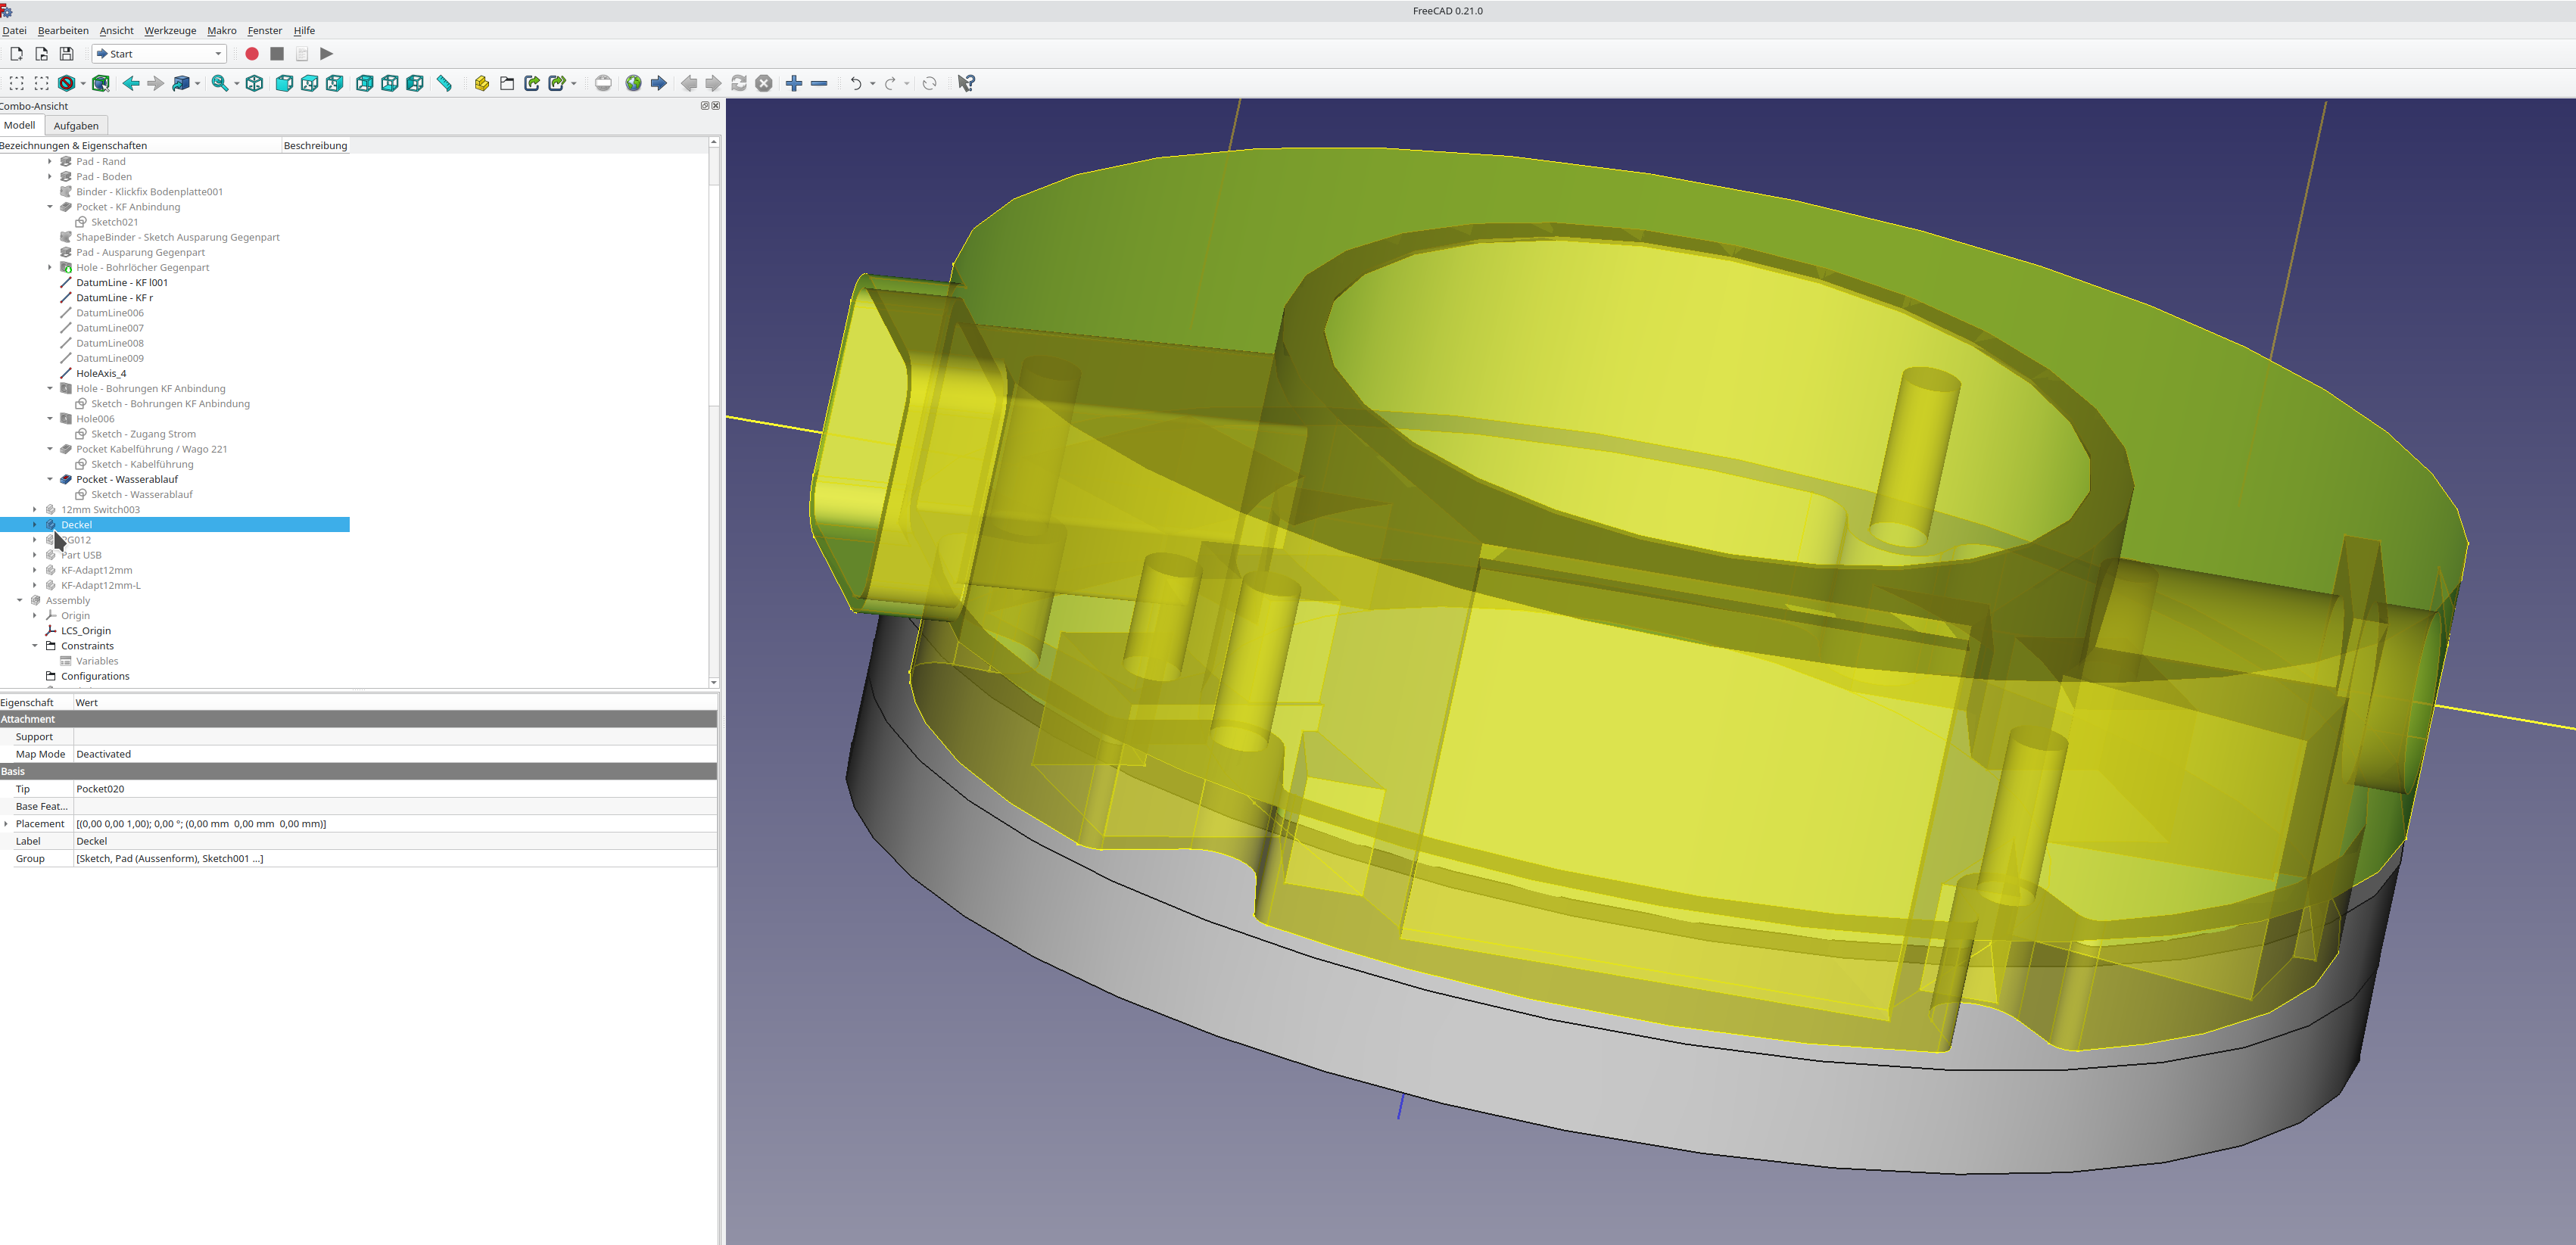 FreeCAD 0.21.0
Datei Bearbeiten Ansicht Werkzeuge Makro Fenster Hilfe
Start
Combo-Ansicht
Modell Aufgaben
Bezeichnungen & Eigenschaften Beschreibung
Pad - Rand
Pad - Boden
Binder - Klickfix Bodenplatte001
Pocket - KF Anbindung
Sketch021
ShapeBinder - Sketch Ausparung Gegenpart
Pad - Ausparung Gegenpart
Hole - Bohrlöcher Gegenpart
DatumLine - KF l001
DatumLine - KF r
DatumLine006
DatumLine007
DatumLine008
DatumLine009
HoleAxis_4
Hole - Bohrungen KF Anbindung
Sketch - Bohrungen KF Anbindung
Hole006
Sketch - Zugang Strom
Pocket Kabelführung / Wago 221
Sketch - Kabelführung
Pocket - Wasserablauf
Sketch - Wasserablauf
12mm Switch003
Deckel
G012
Part USB
KF-Adapt12mm
KF-Adapt12mm-L
Assembly
Origin
LCS_Origin
Constraints
Variables
Configurations
Eigenschaft Wert
Attachment
Support
Map Mode Deactivated
Basis
Tip Pocket020
Base Feat...
Placement [(0,00 0,00 1,00); 0,00 °; (0,00 mm 0,00 mm 0,00 mm)]
Label Deckel
Group [Sketch, Pad (Aussenform), Sketch001 ...]